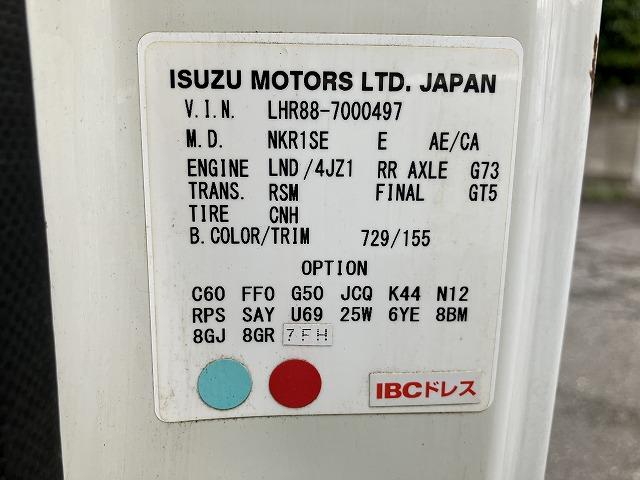 ISUZU MOTORS LTD. JAPAN
V.I.N. LHR88-7000497
M.D. NKR1SE E AE/CA
ENGINE LND/4JZ1 RR AXLE G73
TRANS. RSM FINAL GT5
TIRE CNH
B.COLOR/TRIM 729/155
OPTION
C60 FF0 G50 JCQ K44 N12
RPS SAY U69 25W 6YE 8BM
8GJ 8GR 7FH
IBCドレス